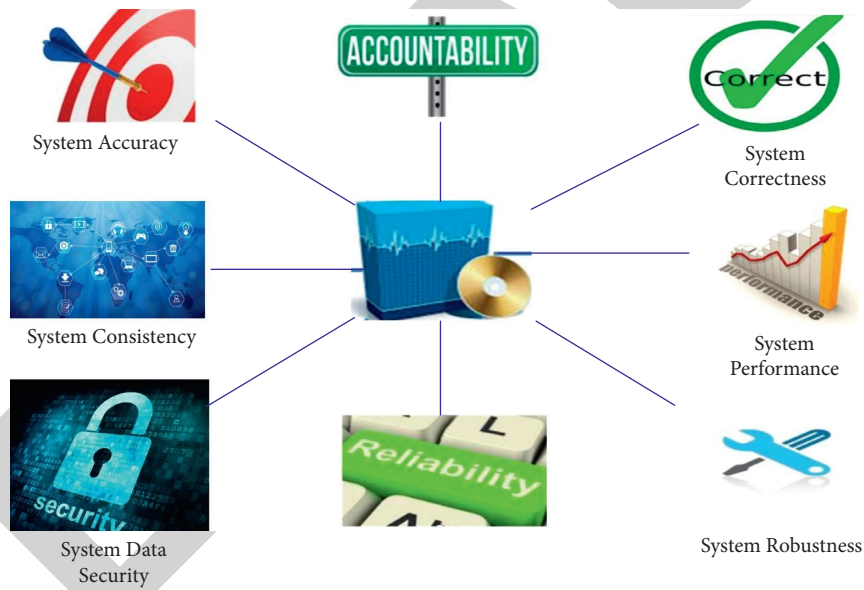 ACCOUNTABILITY
Correct
System Accuracy
System
Correctness
System Consistency
performance
System
Performance
L
Reliability
security
System Data
Security
System Robustness